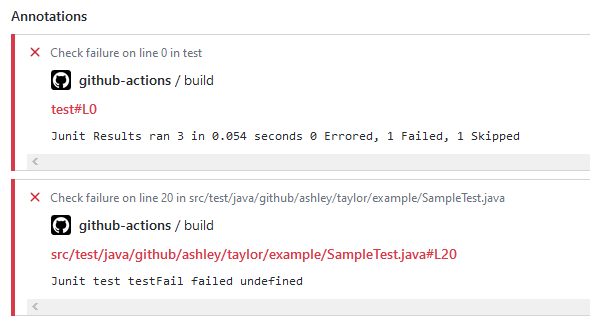 Annotations
Check failure on line 0 in test
github-actions / build
test#L0
Junit Results ran 3 in 0.054 seconds 0 Errored, 1 Failed, 1 Skipped
Check failure on line 20 in src/test/java/github/ashley/taylor/example/SampleTest.java
github-actions / build
src/test/java/github/ashley/taylor/example/SampleTest.java#L20
Junit test testFail failed undefined